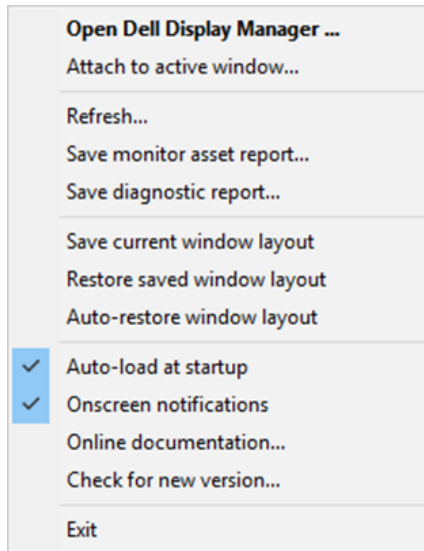 Open Dell Display Manager ...
Attach to active window...
Refresh...
Save monitor asset report...
Save diagnostic report...
Save current window layout
Restore saved window layout
Auto-restore window layout
Auto-load at startup
Onscreen notifications
Online documentation...
Check for new version...
Exit